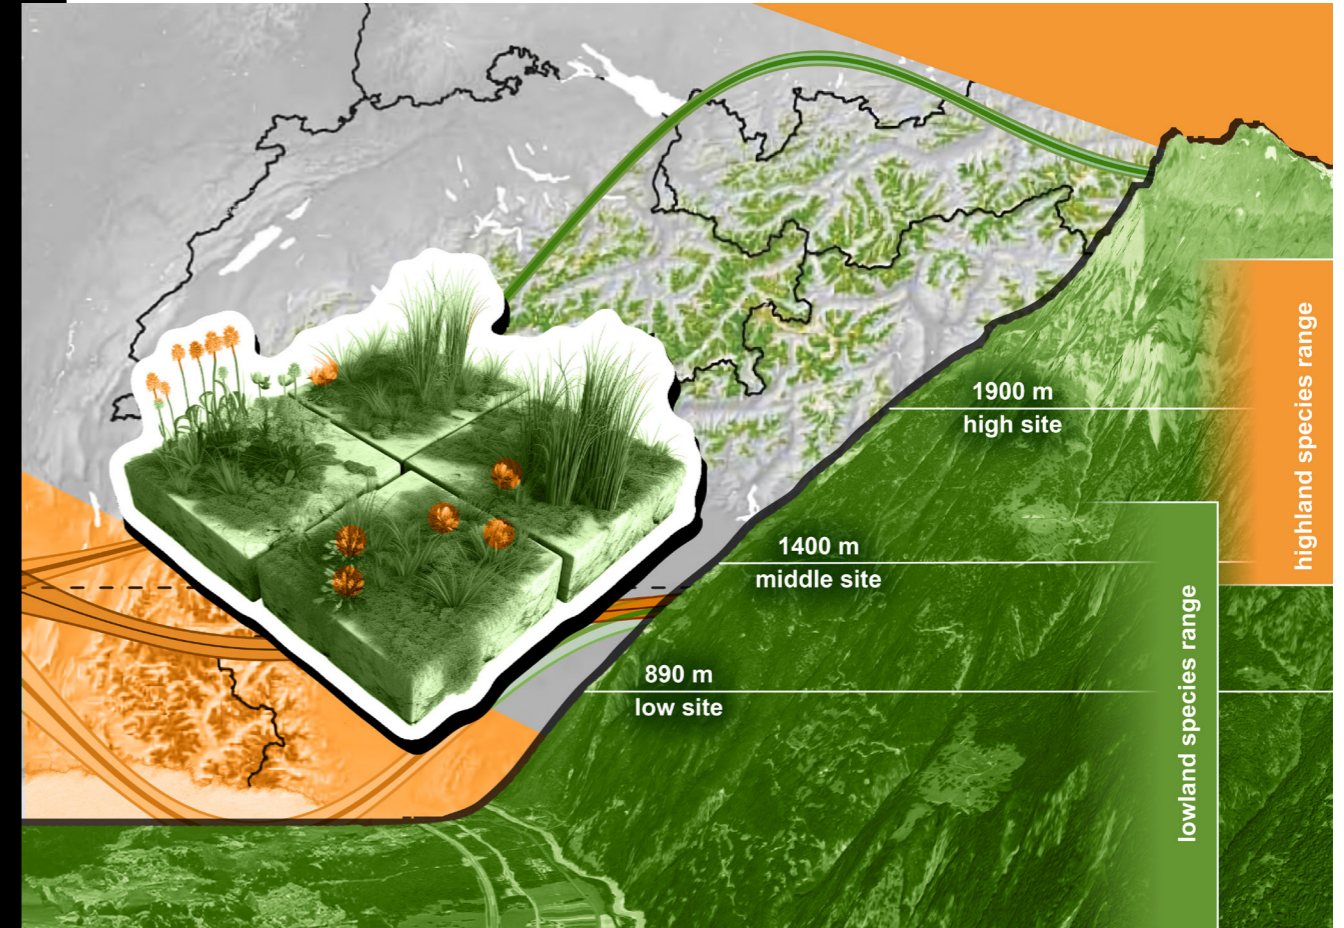 1900 m
high site
1400 m
middle site
890 m
low site
highland species range
lowland species range